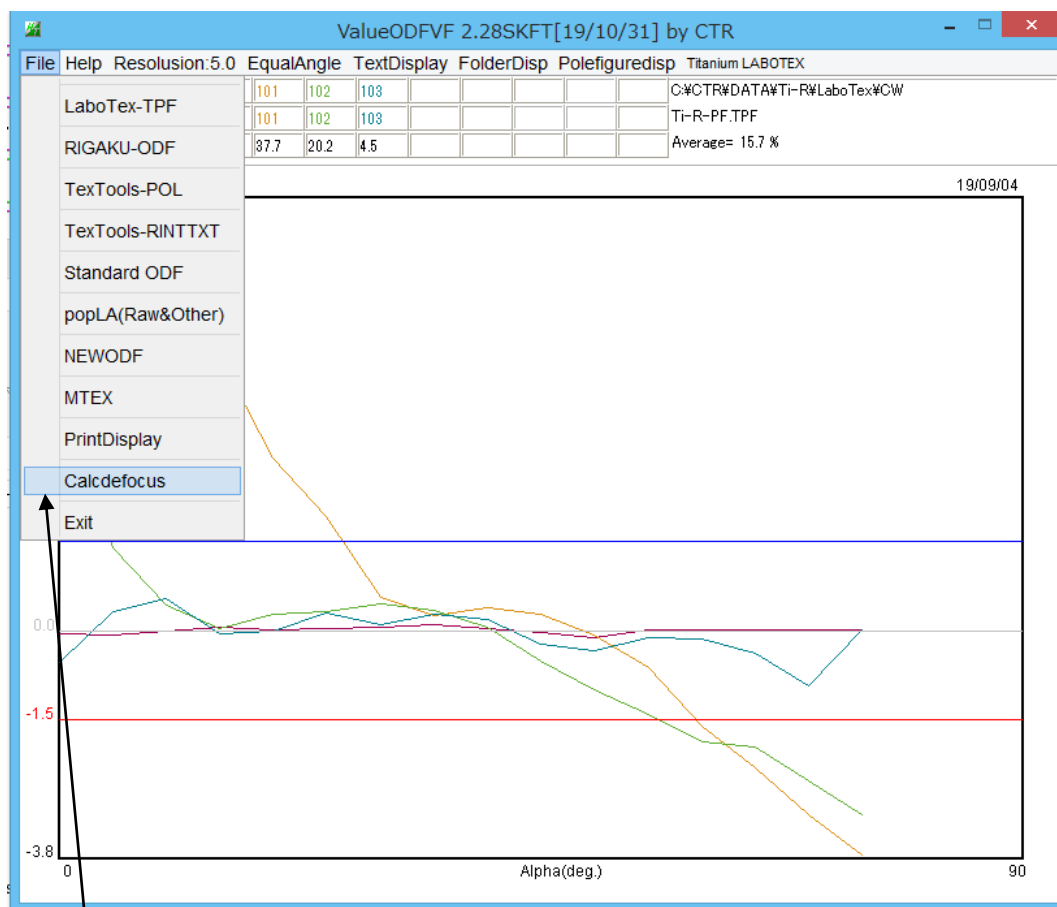 ValueODFVF 2.28SKFT[19/10/31] by CTR
File Help Resolusion:5.0 EqualAngle TextDisplay FolderDisp Polefiguredisp Titanium LABOTEX
101 102 103 C:¥CTR¥DATA¥Ti-R¥LaboTex¥CW
101 102 103 Ti-R-PF.TPF
37.7 20.2 4.5 Average= 15.7 %
LaboTex-TPF
RIGAKU-ODF
TexTools-POL
TexTools-RINTTXT
Standard ODF
popLA(Raw&Other)
NEWODF
MTEX
PrintDisplay
Calcdefocus
Exit
19/09/04
0.0
-1.5
-3.8
0 Alpha(deg.) 90